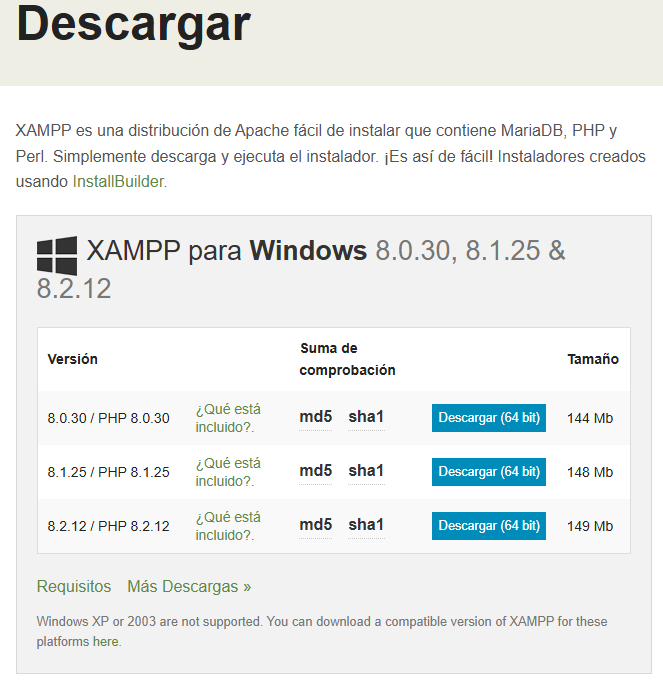 Descargar
XAMPP es una distribución de Apache fácil de instalar que contiene MariaDB, PHP y
Perl. Simplemente descarga y ejecuta el instalador. ¡Es así de fácil! Instaladores creados
usando InstallBuilder.
XAMPP para Windows 8.0.30, 8.1.25 &
8.2.12
Versión Suma de comprobación Tamaño
8.0.30 / PHP 8.0.30 ¿Qué está incluido?. md5 sha1 Descargar (64 bit) 144 Mb
8.1.25 / PHP 8.1.25 ¿Qué está incluido?. md5 sha1 Descargar (64 bit) 148 Mb
8.2.12 / PHP 8.2.12 ¿Qué está incluido?. md5 sha1 Descargar (64 bit) 149 Mb
Requisitos Más Descargas »
Windows XP or 2003 are not supported. You can download a compatible version of XAMPP for these
platforms here.